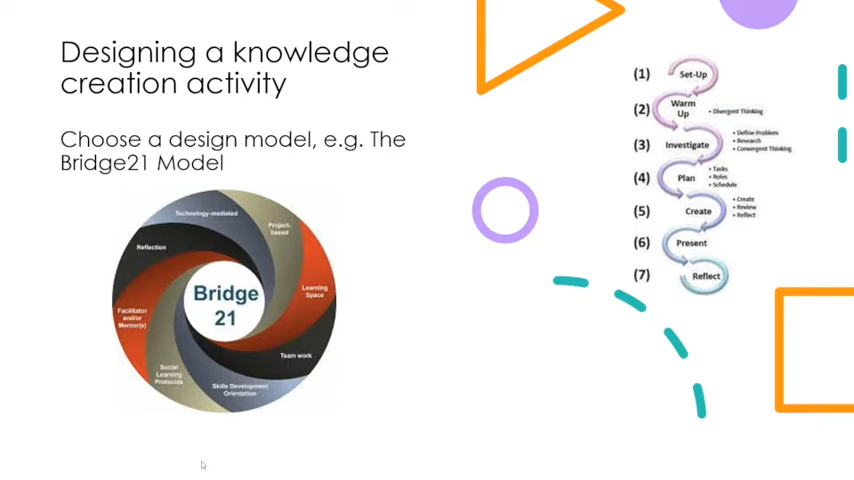 Designing a knowledge
creation activity
Choose a design model, e.g. The
Bridge21 Model
Technology-mediated
Project-
based
Reflection
Learning
Space
Bridge
21
Facilitator
and/or
Mentor(s)
Team work
Social
Learning
Protocols
Skills Development
Orientation
(1) Set-Up
(2) Warm
Up
• Divergent Thinking
(3) Investigate
• Define Problem
• Research
• Convergent Thinking
(4) Plan
• Tasks
• Roles
• Schedule
(5) Create
• Create
• Review
• Reflect
(6) Present
(7) Reflect